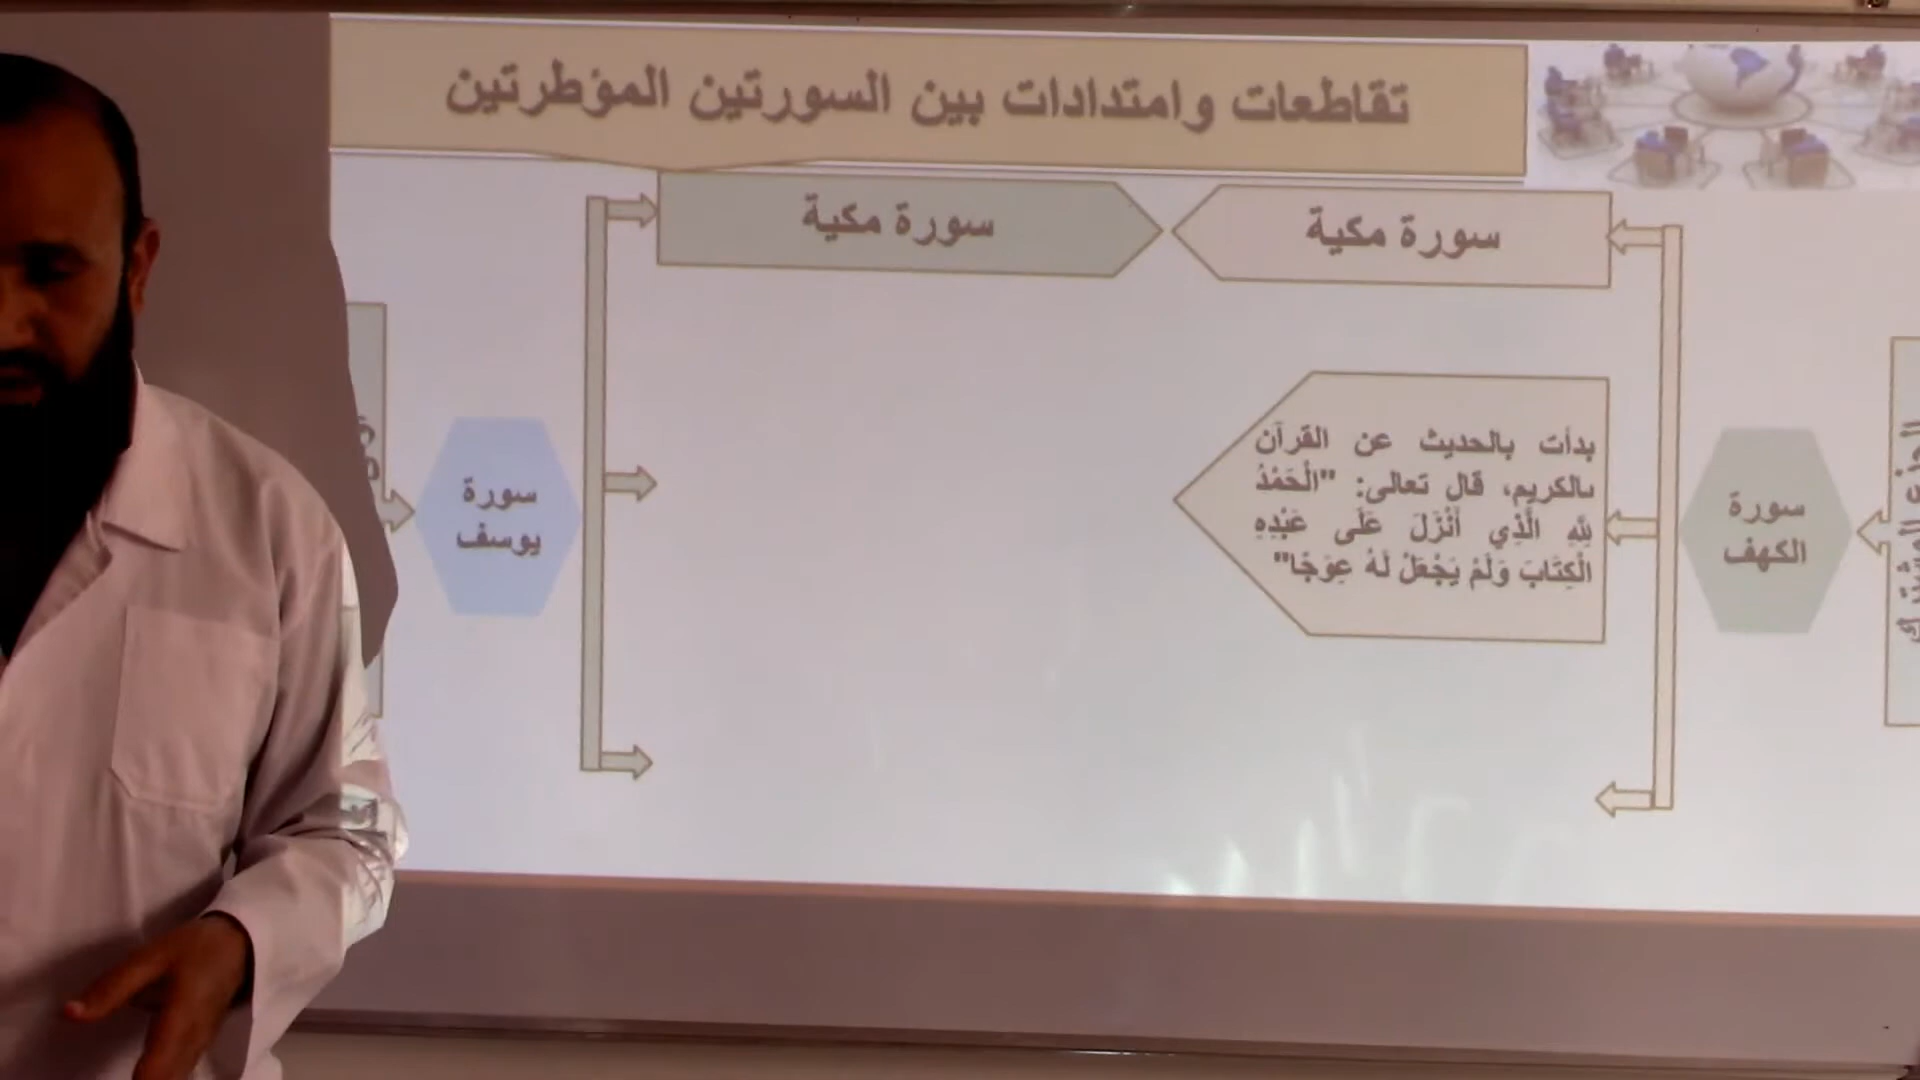 تقاطعات وامتدادات بين السورتين المؤطرتين
سورة مكية
سورة مكية
بدأت بالحديث عن القرآن
بالكريم، قال تعالى: "الْحَمْدُ
لِلَّهِ الَّذِي أَنْزَلَ عَلَى عَبْدِهِ
الْكِتَابَ وَلَمْ يَجْعَلْ لَهُ عِوَجًا"
سورة
الكهف
سورة
يوسف